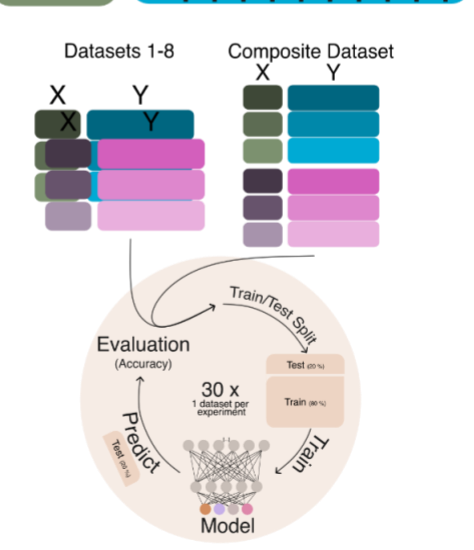 Datasets 1-8
Composite Dataset
X Y
X Y
X Y
Train/Test Split
Evaluation
(Accuracy)
Test (20 %)
30 x
1 dataset per
experiment
Train (80 %)
Predict
Test (20 %)
Train
Model